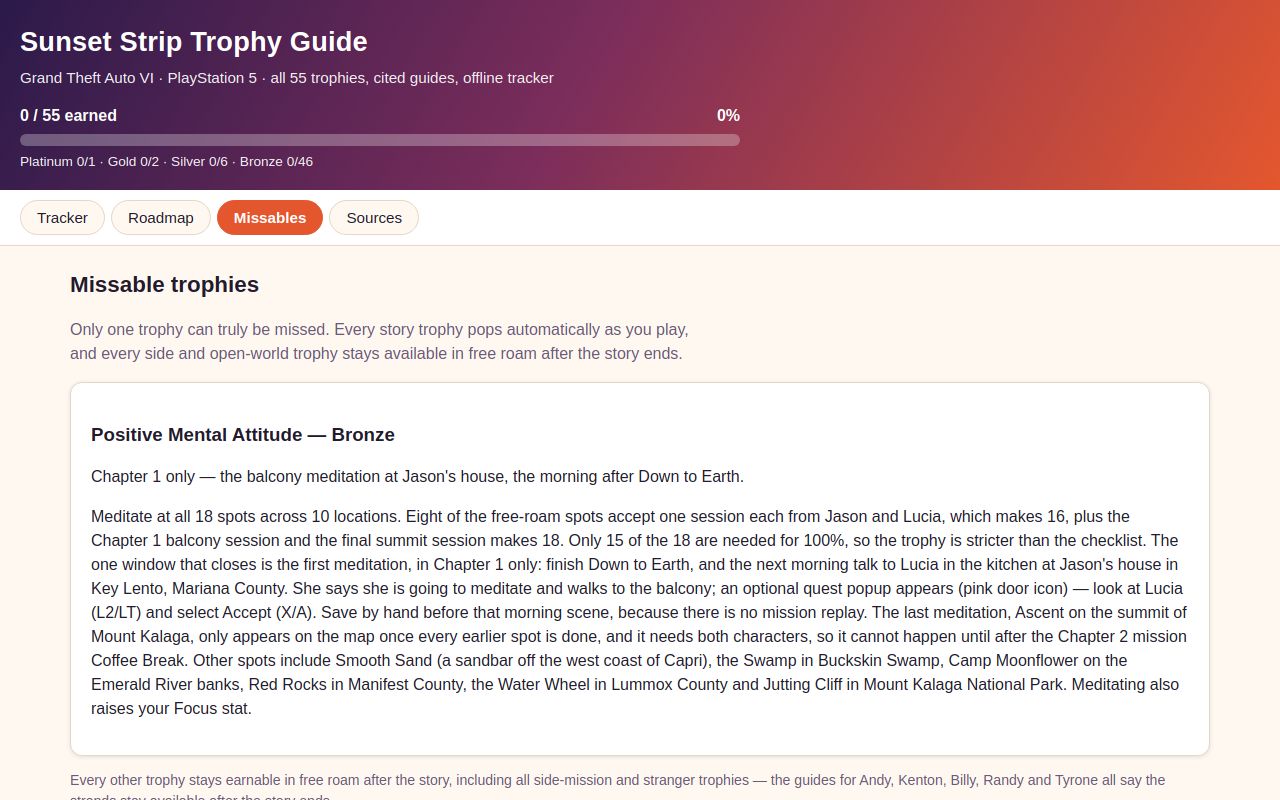 Sunset Strip Trophy Guide
Grand Theft Auto VI · PlayStation 5 · all 55 trophies, cited guides, offline tracker
0 / 55 earned 0%
Platinum 0/1 · Gold 0/2 · Silver 0/6 · Bronze 0/46
Tracker Roadmap Missables Sources
Missable trophies
Only one trophy can truly be missed. Every story trophy pops automatically as you play,
and every side and open-world trophy stays available in free roam after the story ends.
Positive Mental Attitude — Bronze
Chapter 1 only — the balcony meditation at Jason's house, the morning after Down to Earth.
Meditate at all 18 spots across 10 locations. Eight of the free-roam spots accept one session each from Jason and Lucia, which makes 16, plus the
Chapter 1 balcony session and the final summit session makes 18. Only 15 of the 18 are needed for 100%, so the trophy is stricter than the checklist. The
one window that closes is the first meditation, in Chapter 1 only: finish Down to Earth, and the next morning talk to Lucia in the kitchen at Jason's house in
Key Lento, Mariana County. She says she is going to meditate and walks to the balcony; an optional quest popup appears (pink door icon) — look at Lucia
(L2/LT) and select Accept (X/A). Save by hand before that morning scene, because there is no mission replay. The last meditation, Ascent on the summit of
Mount Kalaga, only appears on the map once every earlier spot is done, and it needs both characters, so it cannot happen until after the Chapter 2 mission
Coffee Break. Other spots include Smooth Sand (a sandbar off the west coast of Capri), the Swamp in Buckskin Swamp, Camp Moonflower on the
Emerald River banks, Red Rocks in Manifest County, the Water Wheel in Lummox County and Jutting Cliff in Mount Kalaga National Park. Meditating also
raises your Focus stat.
Every other trophy stays earnable in free roam after the story, including all side-mission and stranger trophies — the guides for Andy, Kenton, Billy, Randy and Tyrone all say the
strands stay available after the story ends.